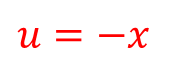 u = −x